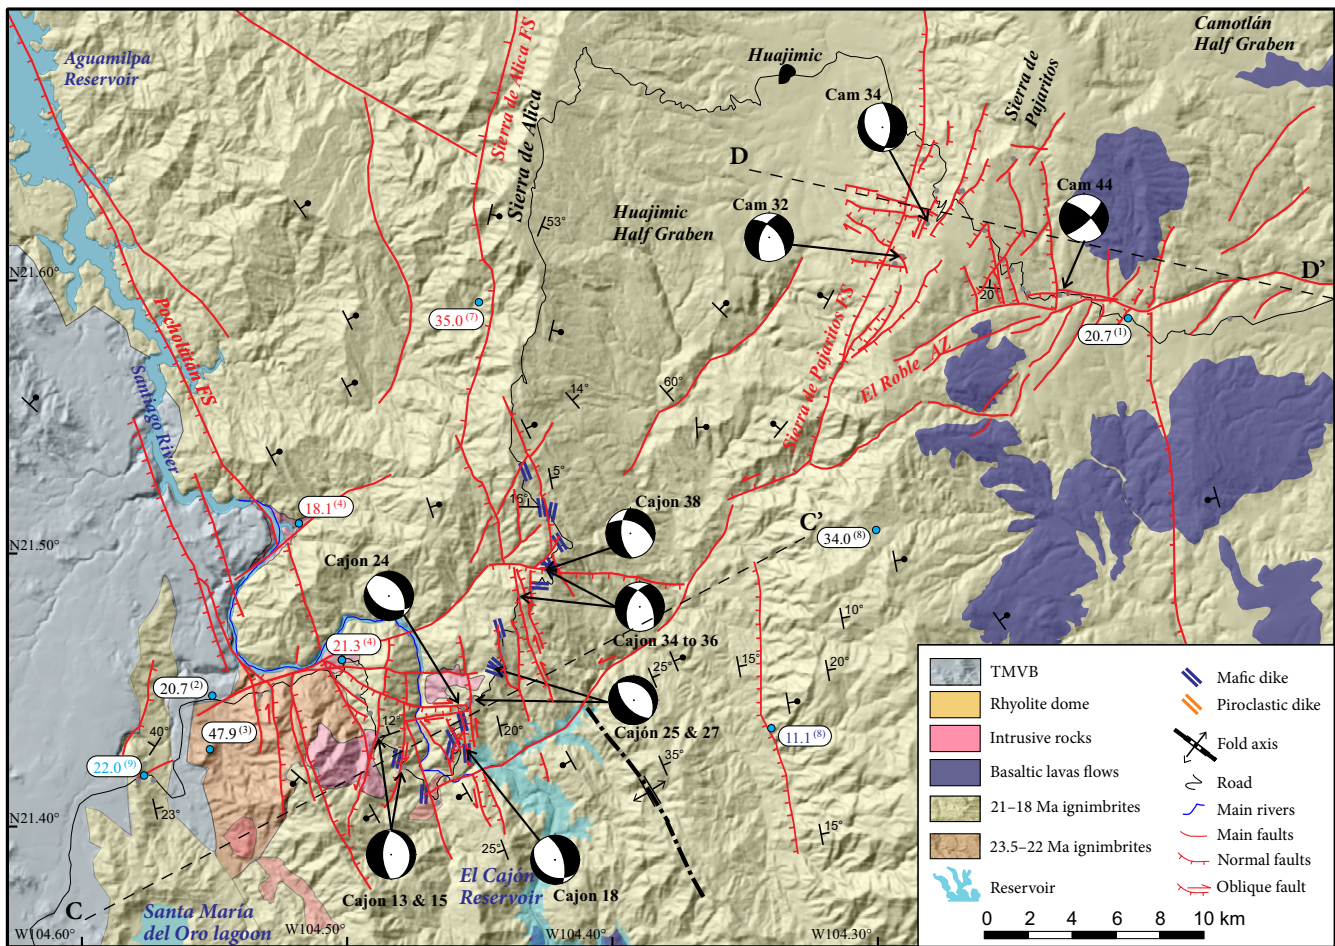 Aguamilpa
Reservoir
Sierra de Alica FS
Sierra de Alica
Huajimic
Cam 34
Sierra de
Pajaritos
Camotlán
Half Graben
D
Cam 44
Cam 32
Huajimic
Half Graben
53°
D'
N21.60°
Pochotitán FS
35.0 (7)
20°
20.7 (1)
Santiago River
Sierra de Pajaritos FS
El Roble AZ
14°
60°
5°
16°
18.1 (4)
Cajon 38
C'
34.0 (8)
N21.50°
Cajon 24
Cajon 34 to 36
10°
21.3 (4)
25°
15°
20°
20.7 (2)
47.9 (3)
40°
12°
20°
Cajon 25 & 27
11.1 (8)
35°
22.0 (9)
23°
N21.40°
15°
25°
Cajon 13 & 15
El Cajón
Reservoir
Cajon 18
C
Santa María
del Oro lagoon
W104.60°
W104.50°
W104.40°
W104.30°
TMVB
Rhyolite dome
Intrusive rocks
Basaltic lavas flows
21–18 Ma ignimbrites
23.5–22 Ma ignimbrites
Reservoir
Mafic dike
Piroclastic dike
Fold axis
Road
Main rivers
Main faults
Normal faults
Oblique fault
0 2 4 6 8 10 km